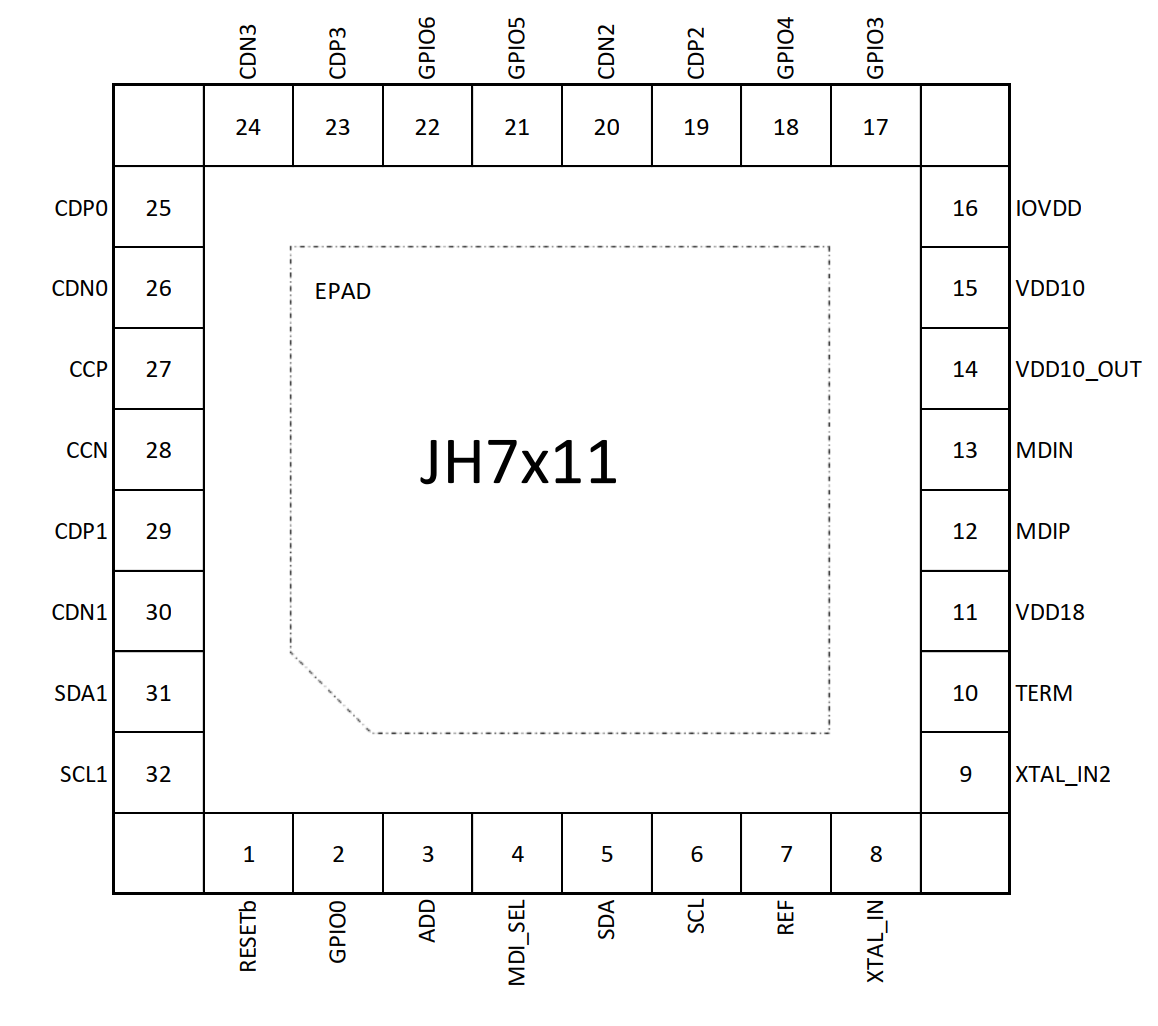 CDN3 CDP3 GPIO6 GPIO5 CDN2 CDP2 GPIO4 GPIO3
24 23 22 21 20 19 18 17
CDP0 25 16 IOVDD
CDN0 26 EPAD 15 VDD10
CCP 27 14 VDD10_OUT
CCN 28 JH7x11 13 MDIN
CDP1 29 12 MDIP
CDN1 30 11 VDD18
SDA1 31 10 TERM
SCL1 32 9 XTAL_IN2
1 2 3 4 5 6 7 8
RESETb GPIO0 ADD MDI_SEL SDA SCL REF XTAL_IN